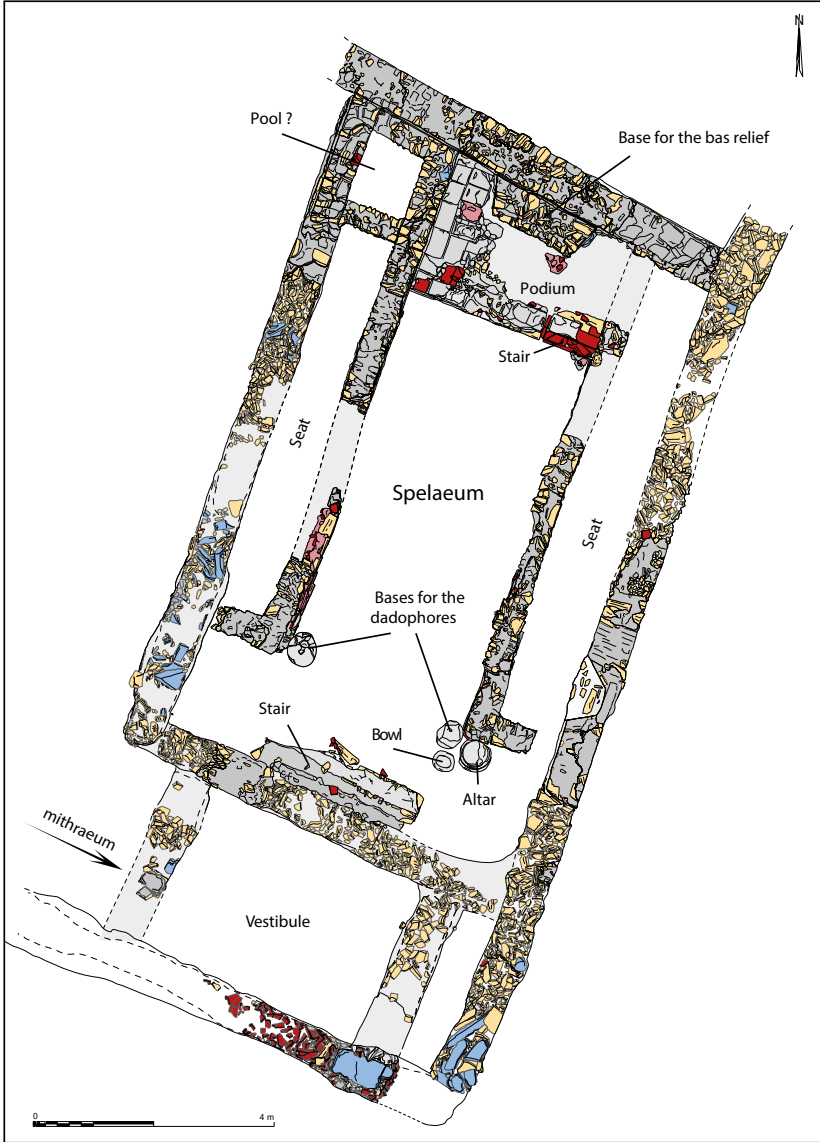 N
Pool ?
Base for the bas relief
Podium
Stair
Seat
Spelaeum
Seat
Bases for the
dadophores
Stair
Bowl
Altar
mithraeum
Vestibule
0
4 m